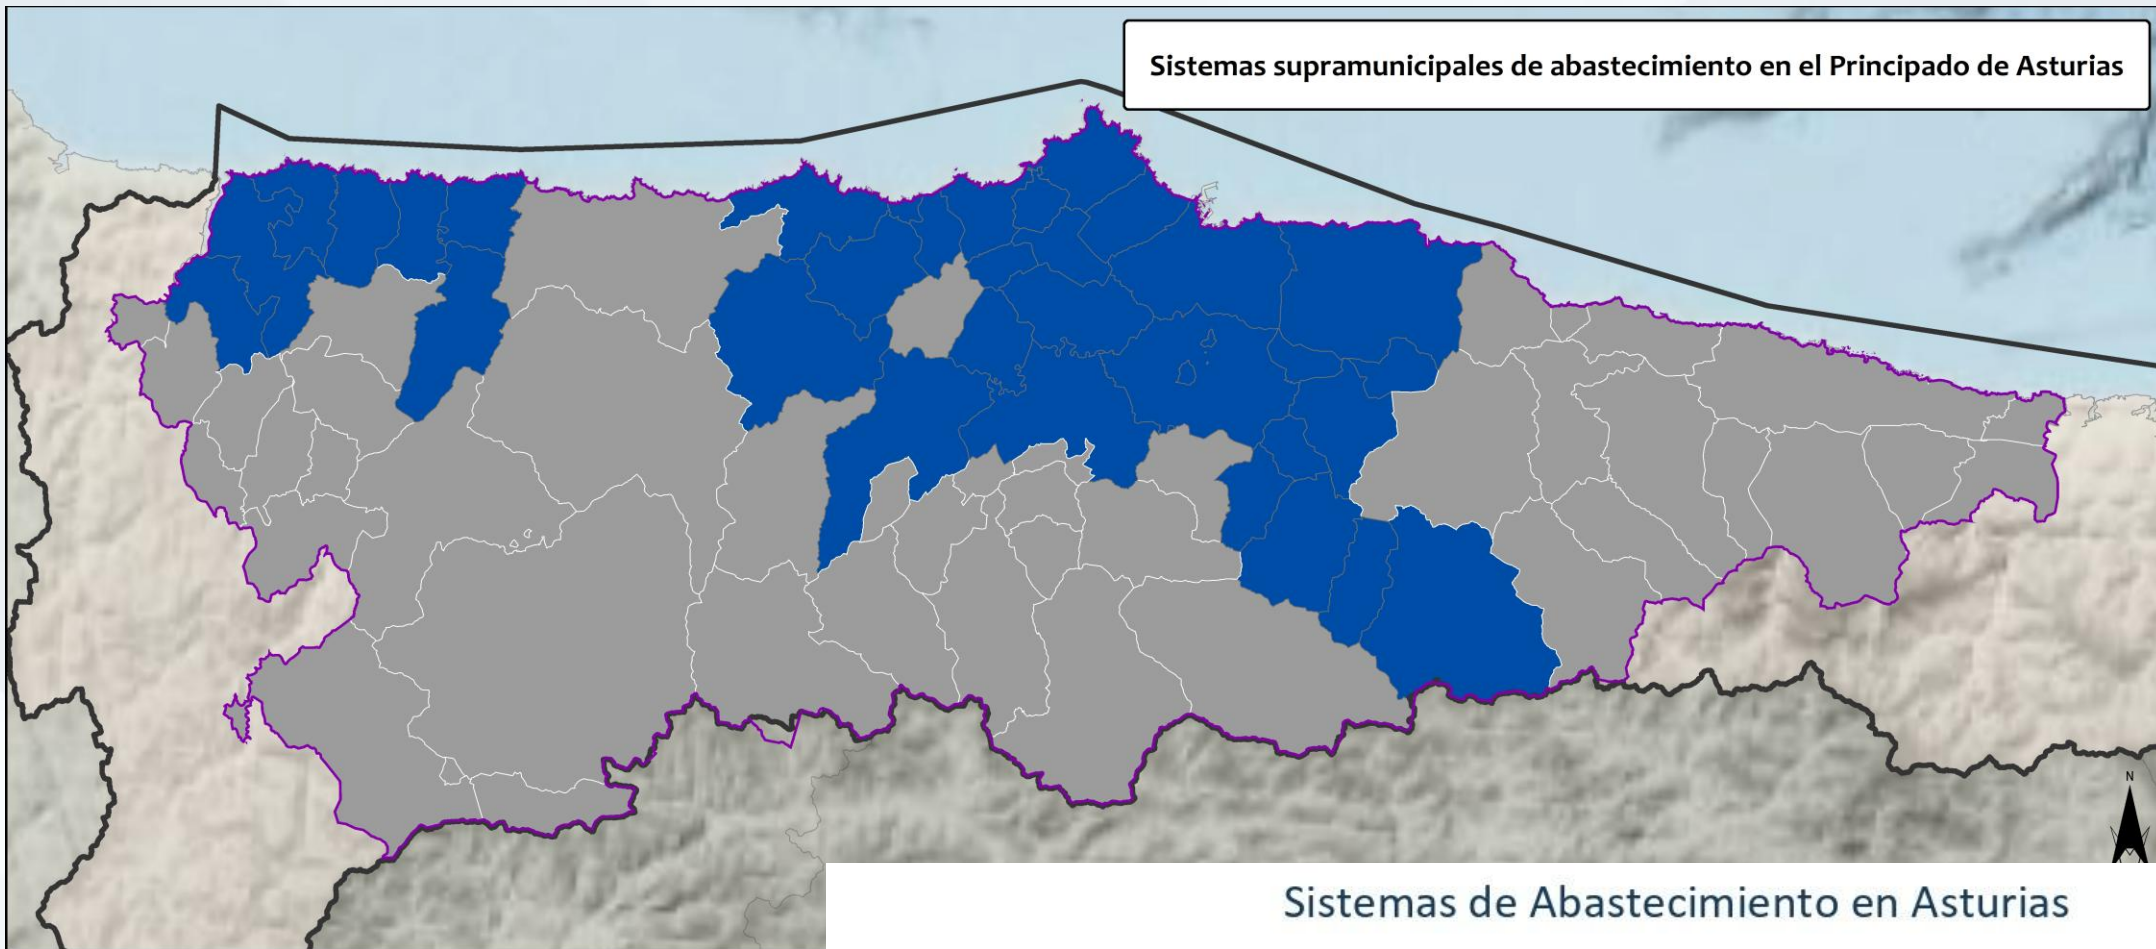 Sistemas supramunicipales de abastecimiento en el Principado de Asturias
N
Sistemas de Abastecimiento en Asturias